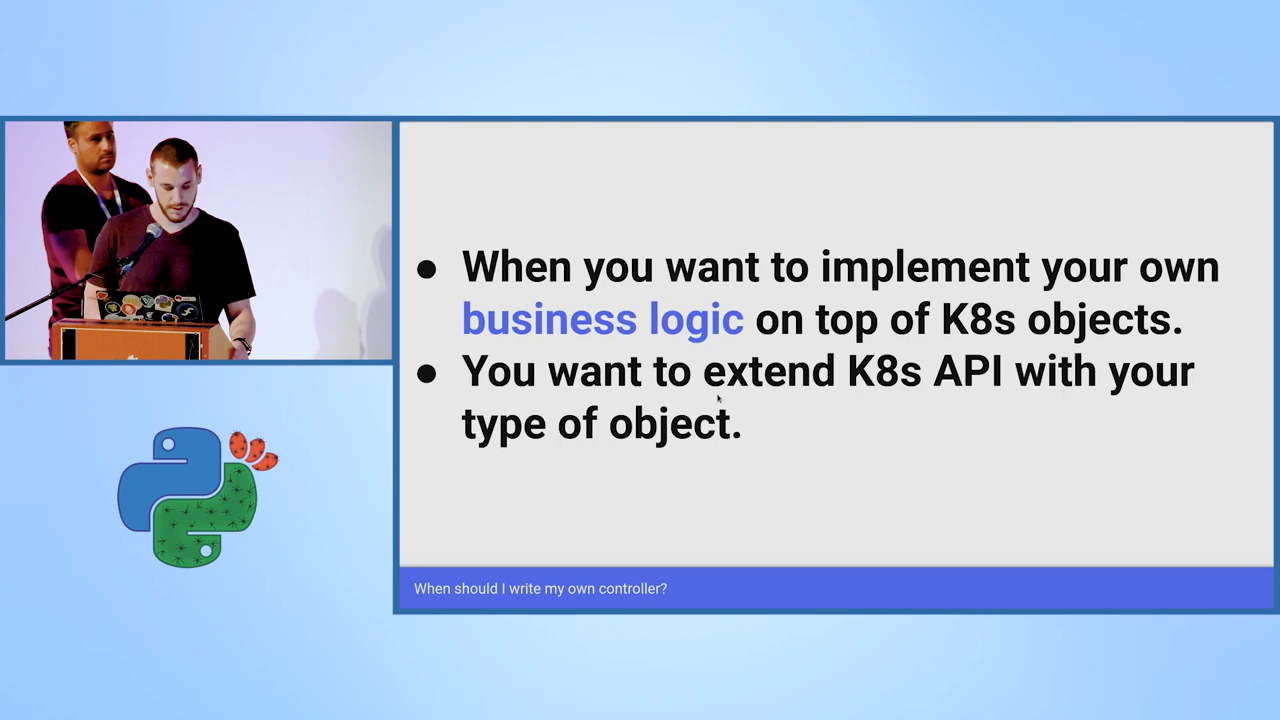 ● When you want to implement your own
business logic on top of K8s objects.
● You want to extend K8s API with your
type of object.
When should I write my own controller?